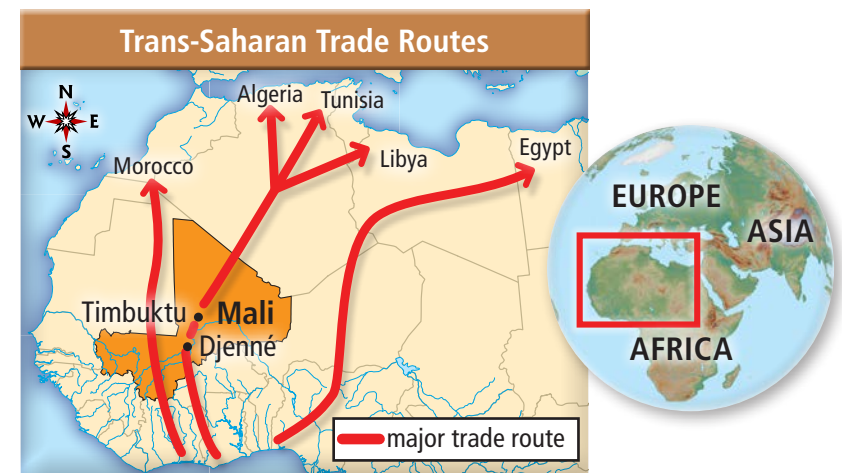 Trans-Saharan Trade Routes
N
W E
S
Algeria
Tunisia
Morocco
Libya
Egypt
Timbuktu
Mali
Djenné
major trade route
EUROPE
ASIA
AFRICA